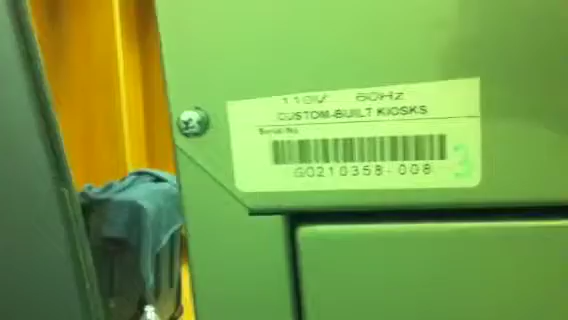 110V 60Hz
CUSTOM-BUILT KIOSKS
Serial No.
G0210358-008
3